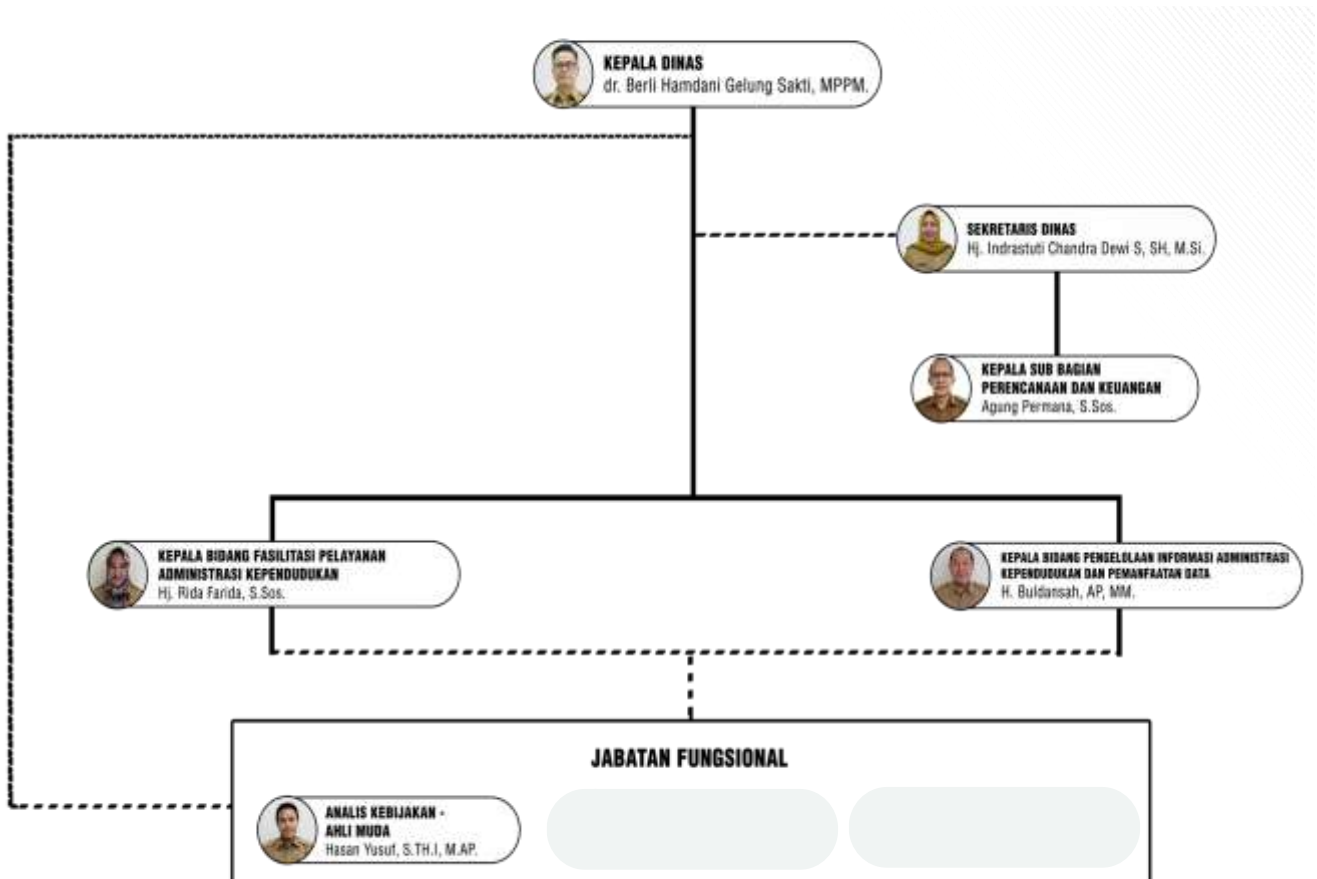 KEPALA DINAS
dr. Berli Hamdani Gelung Sakti, MPPM.
SEKRETARIS DINAS
Hj. Indrastuti Chandra Dewi S, SH, M.Si.
KEPALA SUB BAGIAN
PERENCANAAN DAN KEUANGAN
Agung Permana, S.Sos.
KEPALA BIDANG FASILITASI PELAYANAN
ADMINISTRASI KEPENDUDUKAN
Hj. Rida Farida, S.Sos.
KEPALA BIDANG PENGELOLAAN INFORMASI ADMINISTRASI
KEPENDUDUKAN DAN PEMANFAATAN DATA
H. Buldansah, AP, MM.
JABATAN FUNGSIONAL
ANALIS KEBIJAKAN -
AHLI MUDA
Hasan Yusuf, S.TH.I, M.AP.